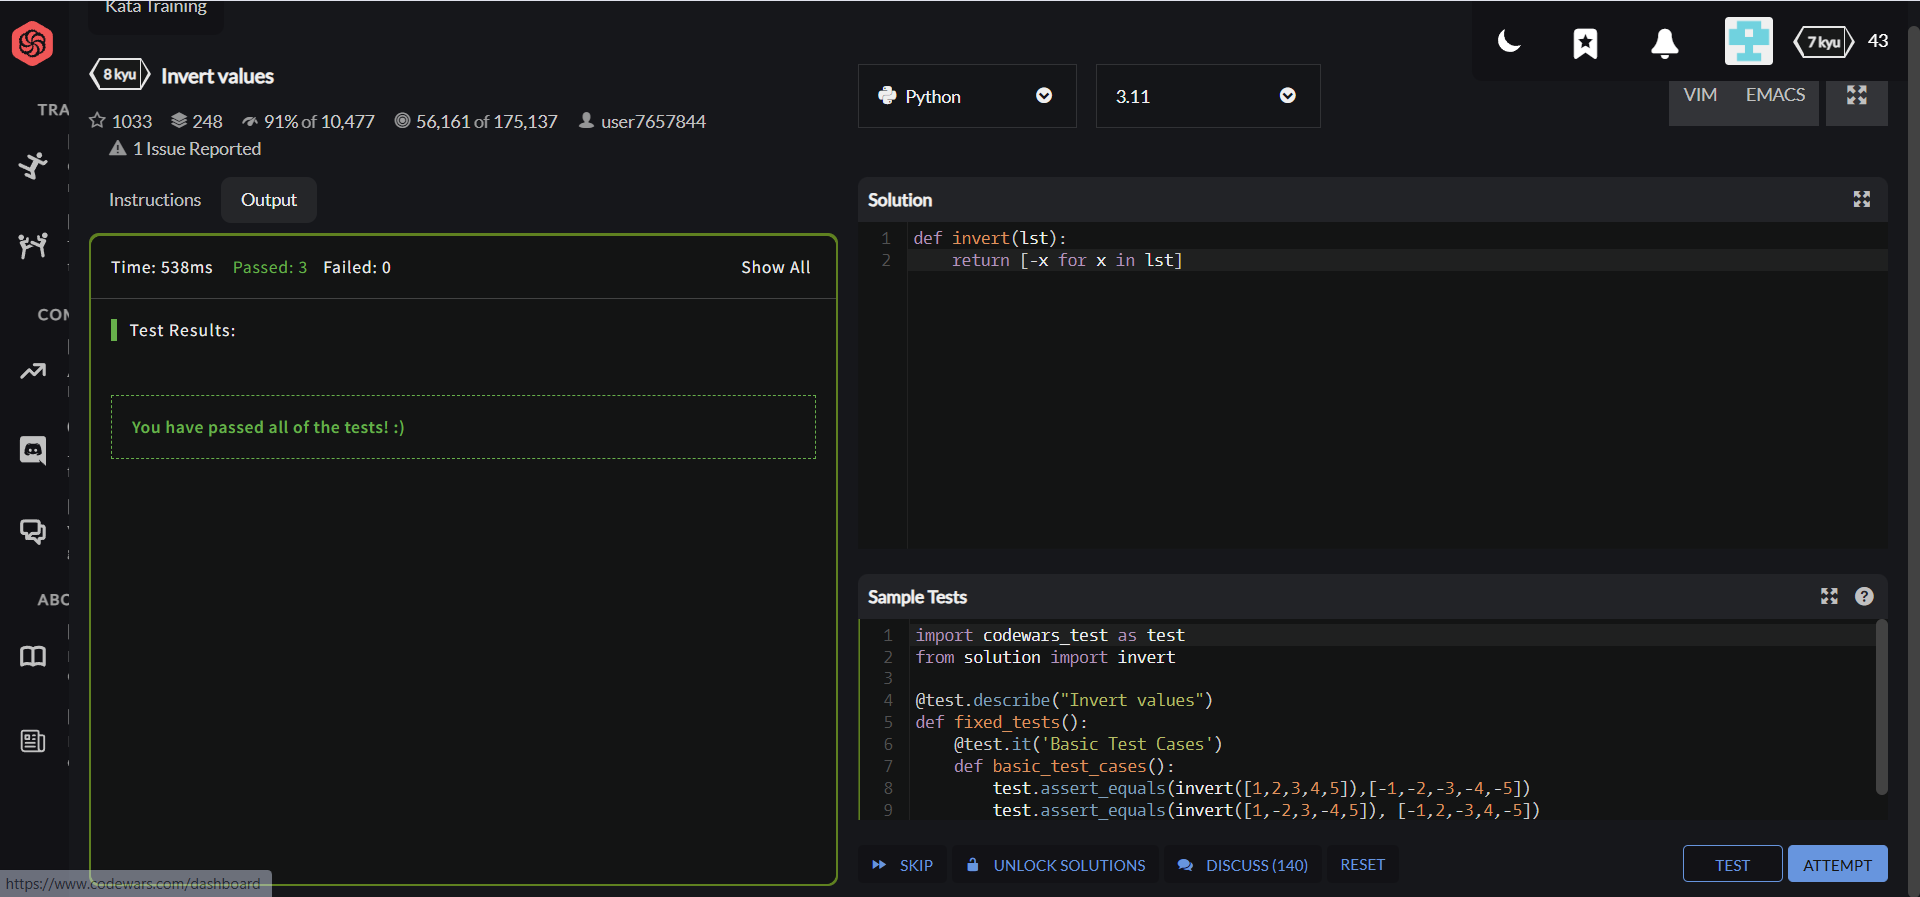 Kata Training
8 kyu Invert values
1033 248 91% of 10,477 56,161 of 175,137 user7657844
1 Issue Reported
Instructions Output
Time: 538ms Passed: 3 Failed: 0 Show All
Test Results:
You have passed all of the tests! :)
TRA
COM
ABO
Python
3.11
VIM EMACS
7 kyu 43
Solution
1 def invert(lst):
2     return [-x for x in lst]
Sample Tests
1 import codewars_test as test
2 from solution import invert
3
4 @test.describe("Invert values")
5 def fixed_tests():
6     @test.it('Basic Test Cases')
7     def basic_test_cases():
8         test.assert_equals(invert([1,2,3,4,5]),[-1,-2,-3,-4,-5])
9         test.assert_equals(invert([1,-2,3,-4,5]), [-1,2,-3,4,-5])
SKIP UNLOCK SOLUTIONS DISCUSS (140) RESET TEST ATTEMPT
https://www.codewars.com/dashboard